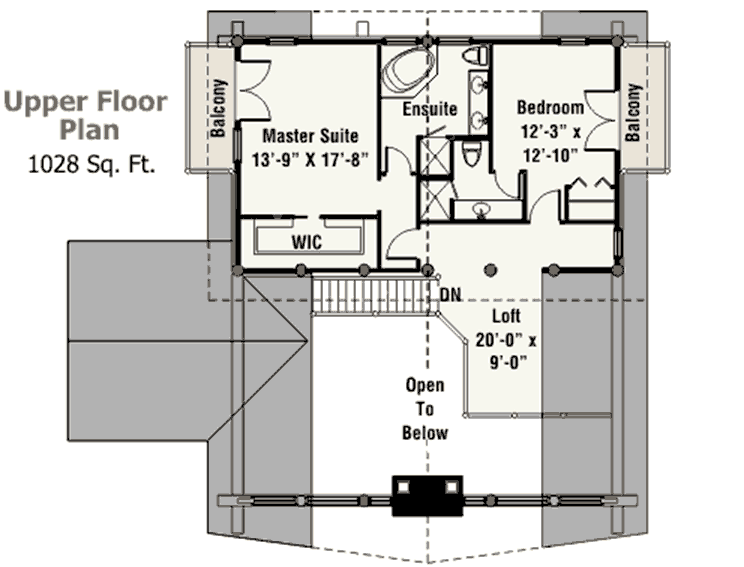 Upper Floor
Plan
1028 Sq. Ft.
Balcony
Master Suite
13'-9" X 17'-8"
WIC
Ensuite
Bedroom
12'-3" x
12'-10"
Balcony
DN
Loft
20'-0" x
9'-0"
Open
To
Below